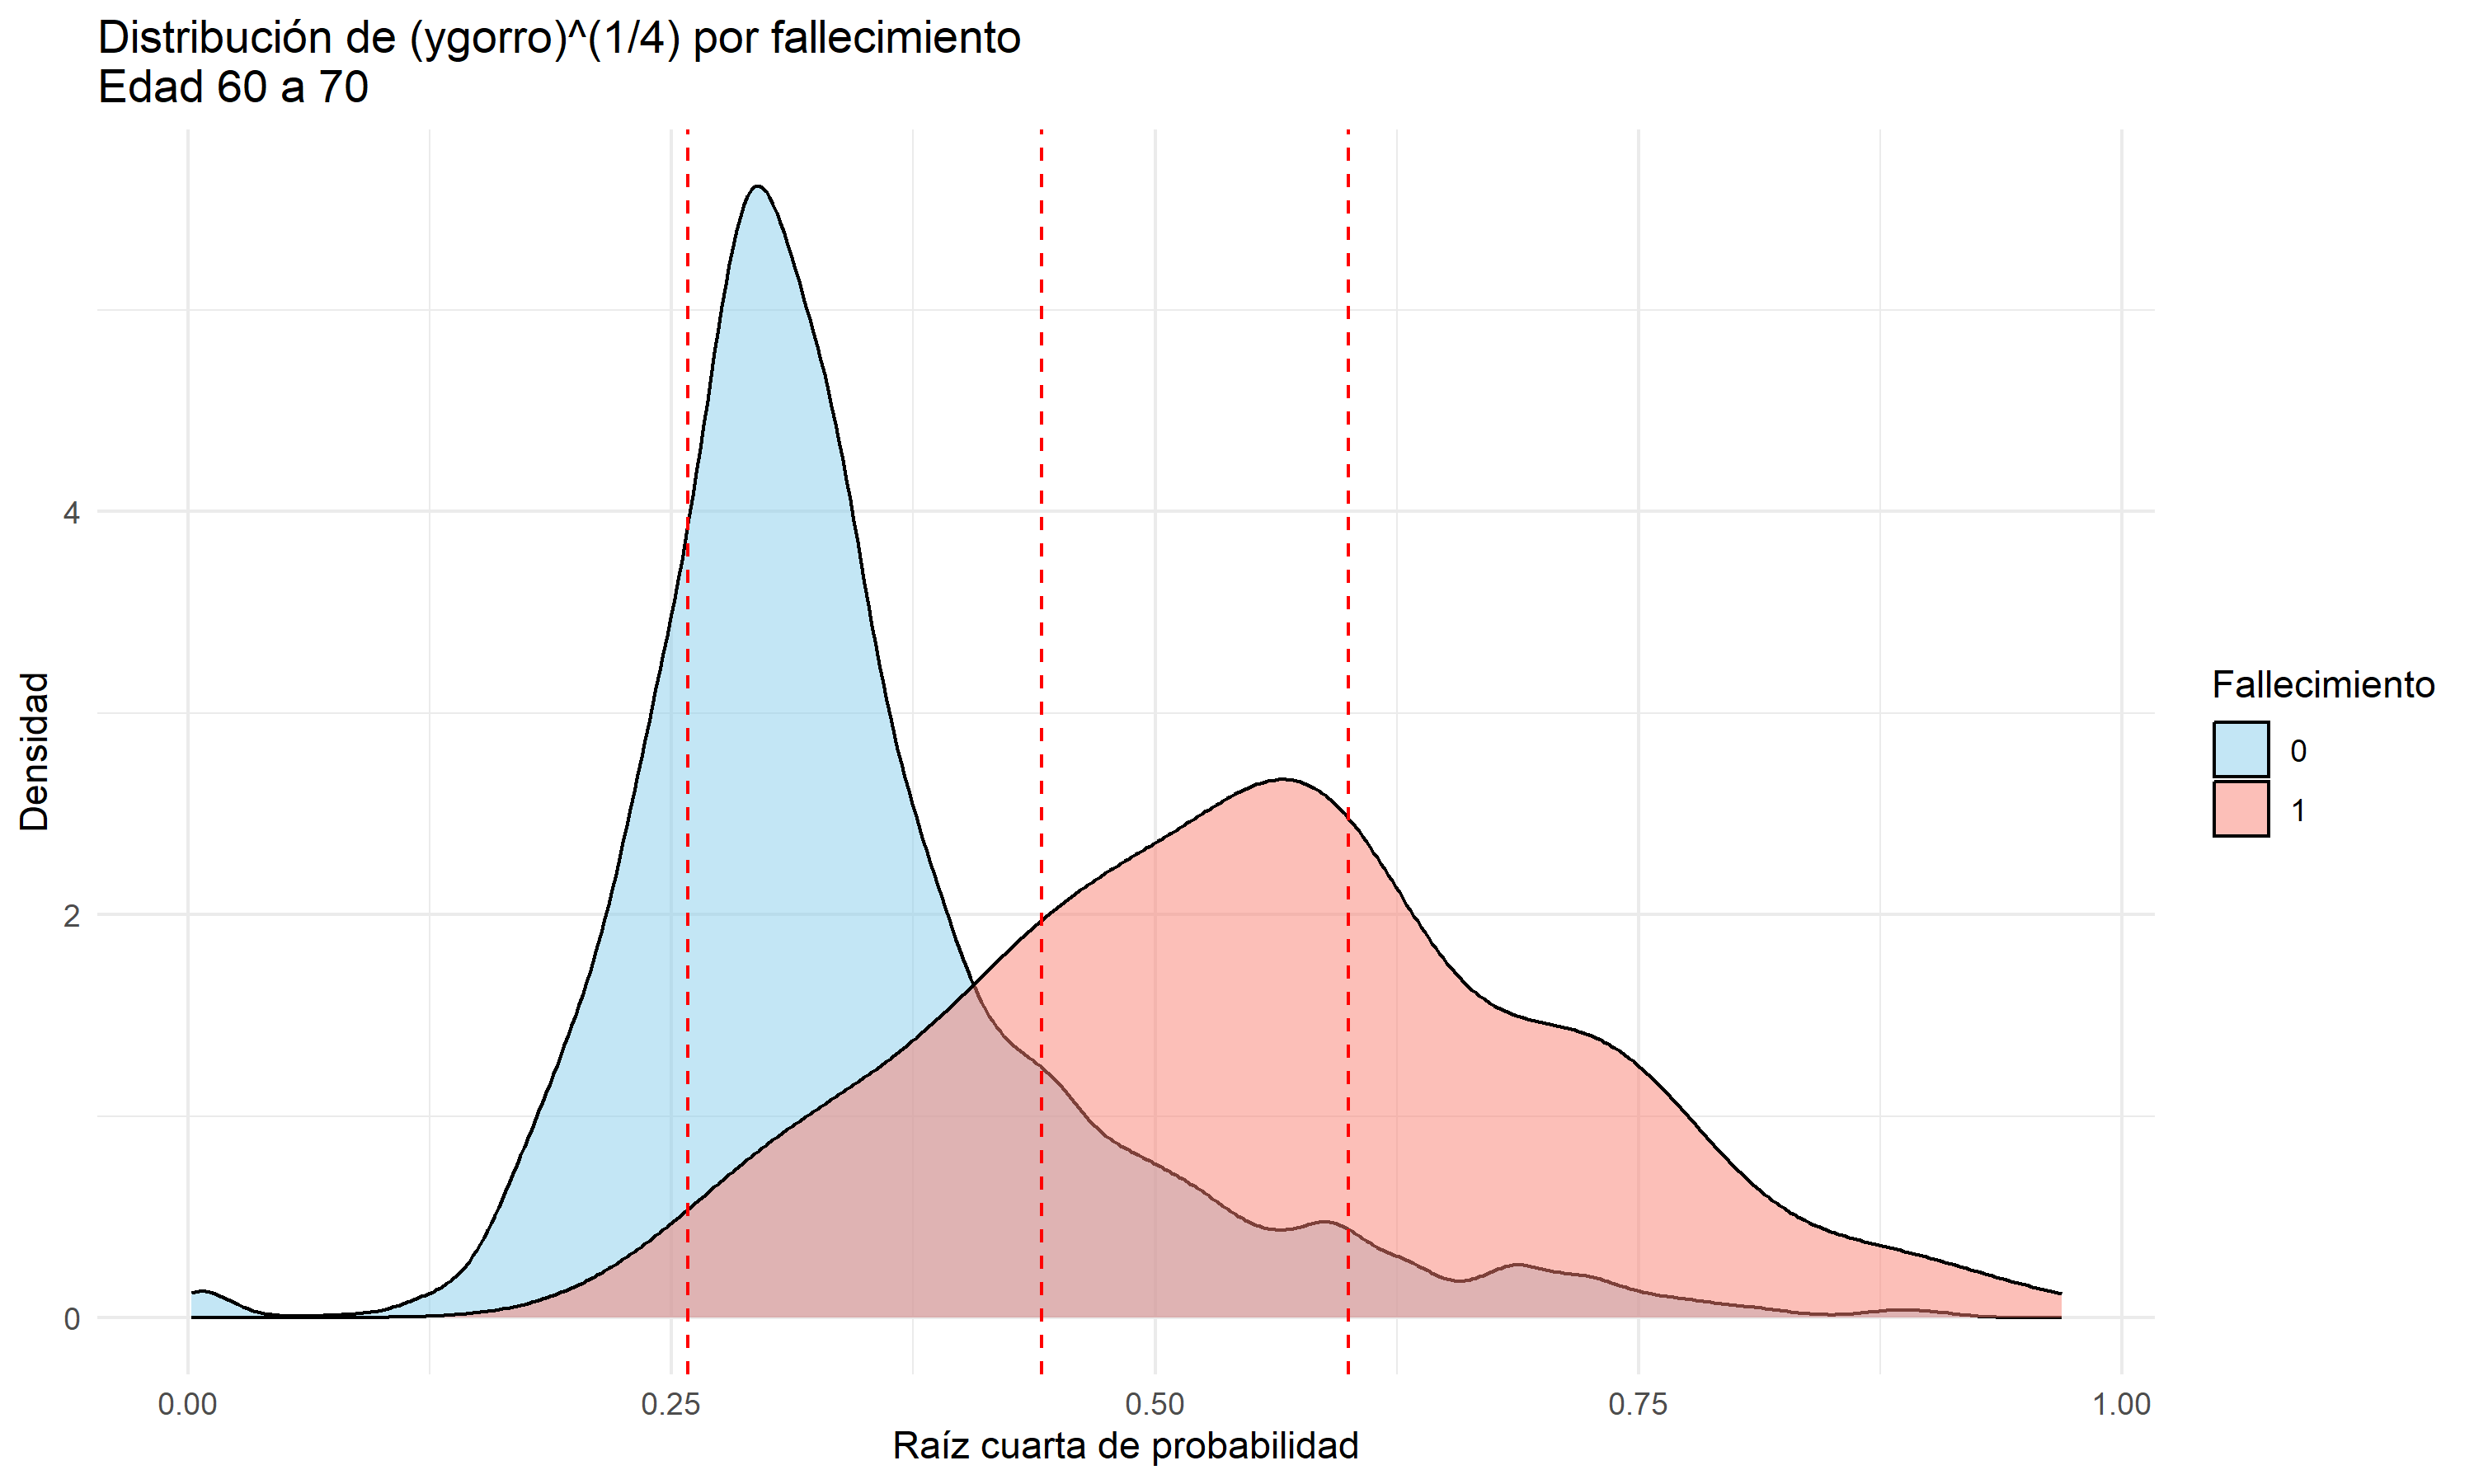 Distribución de (ygorro)^(1/4) por fallecimiento
Edad 60 a 70
Densidad
4
2
0
0.00 0.25 0.50 0.75 1.00
Raíz cuarta de probabilidad
Fallecimiento
0
1